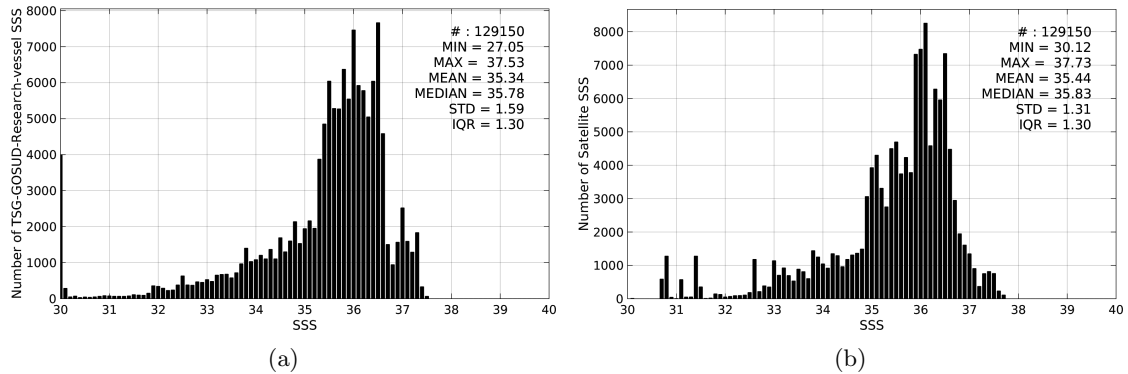 Number of TSG-GOSUD-Research-vessel SSS
8000
7000
6000
5000
4000
3000
2000
1000
0
# : 129150
MIN = 27.05
MAX = 37.53
MEAN = 35.34
MEDIAN = 35.78
STD = 1.59
IQR = 1.30
30 31 32 33 34 35 36 37 38 39 40
SSS
(a)
Number of Satellite SSS
8000
7000
6000
5000
4000
3000
2000
1000
0
# : 129150
MIN = 30.12
MAX = 37.73
MEAN = 35.44
MEDIAN = 35.83
STD = 1.31
IQR = 1.30
30 31 32 33 34 35 36 37 38 39 40
SSS
(b)